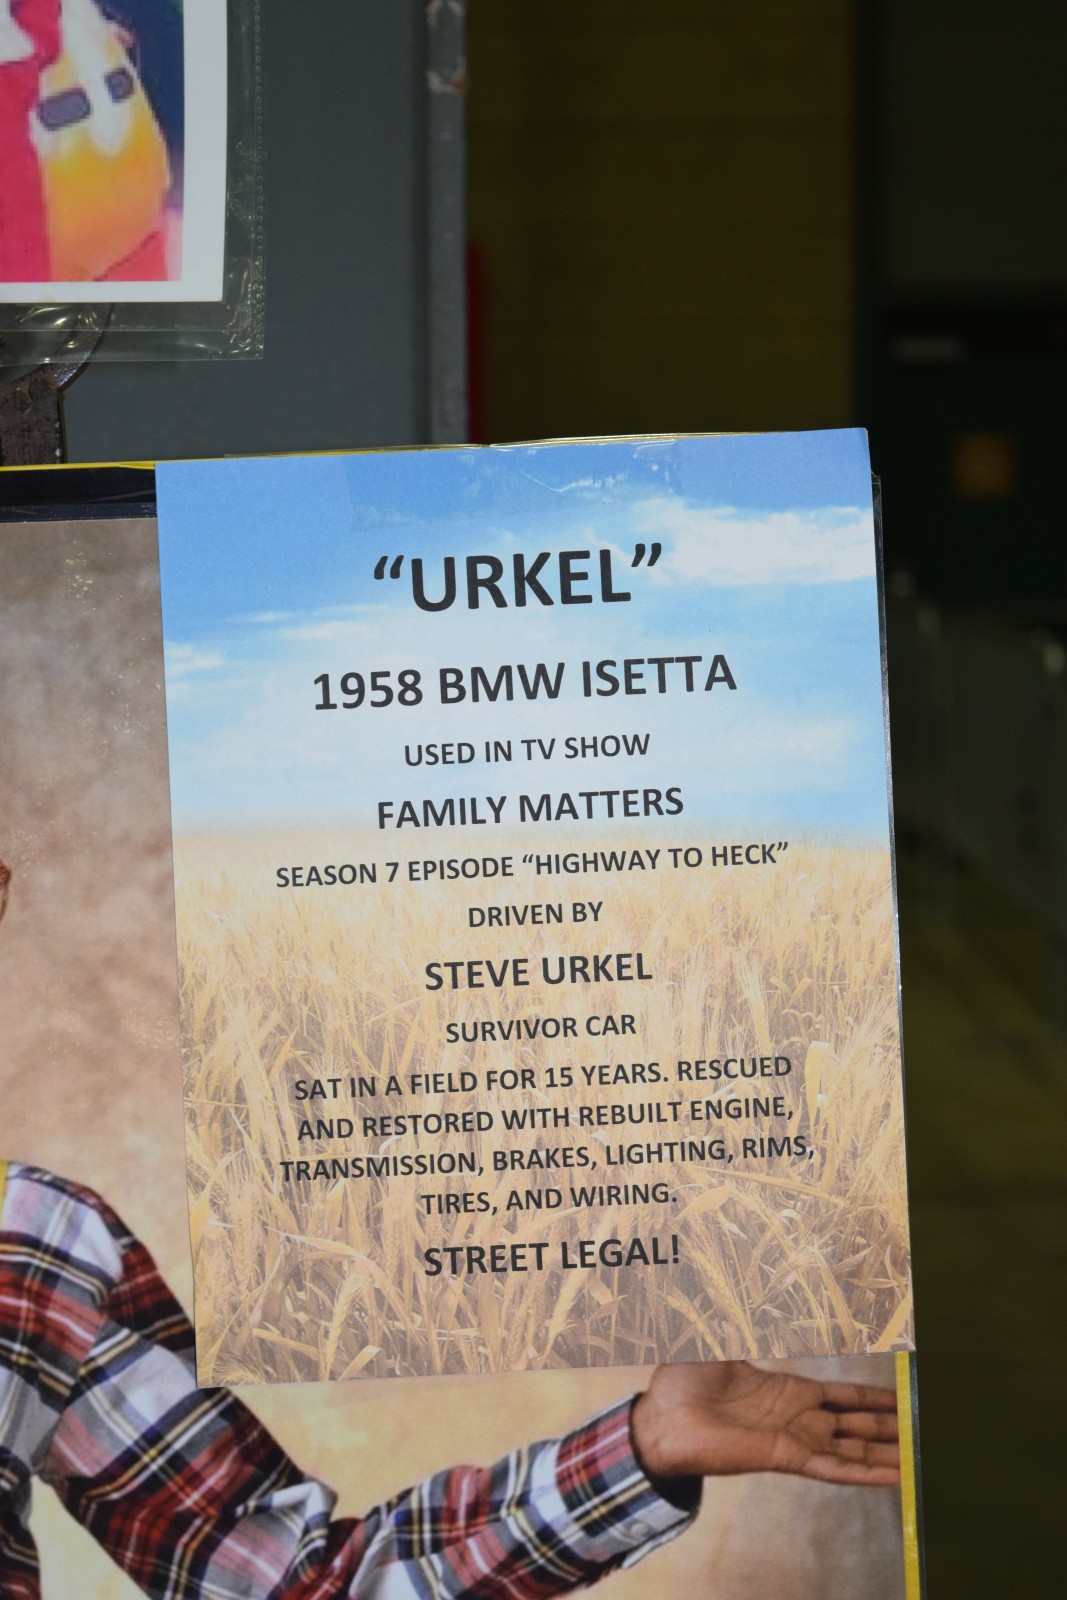 “URKEL”
1958 BMW ISETTA
USED IN TV SHOW
FAMILY MATTERS
SEASON 7 EPISODE “HIGHWAY TO HECK”
DRIVEN BY
STEVE URKEL
SURVIVOR CAR
SAT IN A FIELD FOR 15 YEARS. RESCUED
AND RESTORED WITH REBUILT ENGINE,
TRANSMISSION, BRAKES, LIGHTING, RIMS,
TIRES, AND WIRING.
STREET LEGAL!